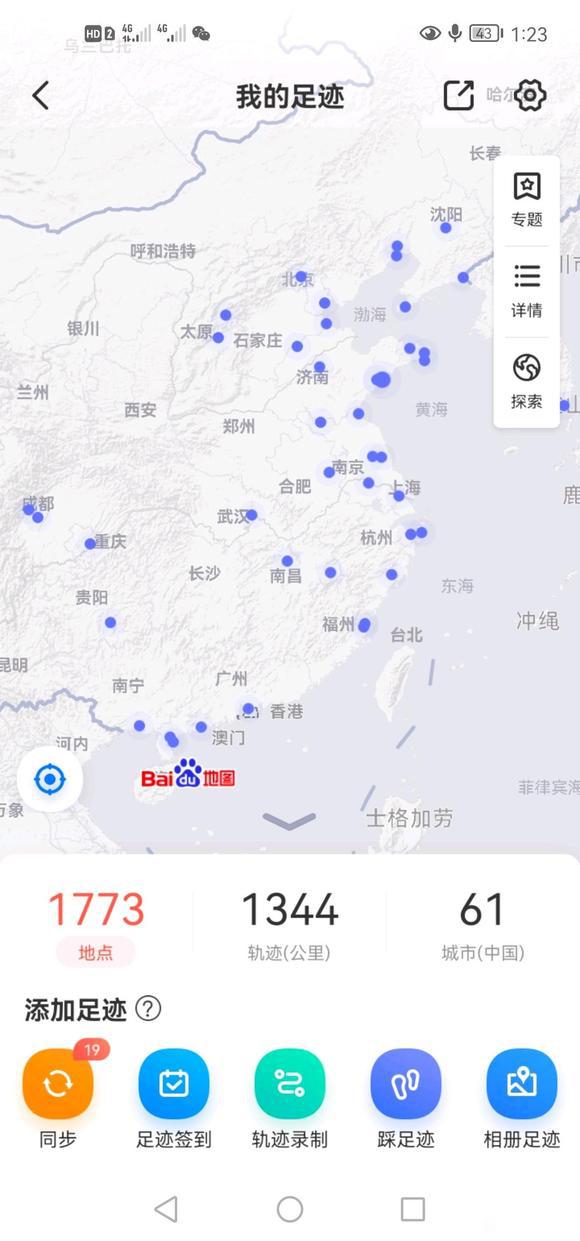 HD 2 4G 4G 43 1:23
乌兰巴托
我的足迹
哈尔
长春
专题
沈阳
呼和浩特
北京
详情
渤海
银川
太原
石家庄
济南
兰州
探索
西安
黄海
郑州
南京
合肥
上海
成都
武汉
杭州
重庆
长沙
南昌
东海
贵阳
冲绳
福州
台北
昆明
广州
南宁
香港
河内
澳门
Bai du 地图
菲律宾海
万象
士格加劳
1773
1344
61
地点
轨迹(公里)
城市(中国)
添加足迹 ?
19
同步
足迹签到
轨迹录制
踩足迹
相册足迹